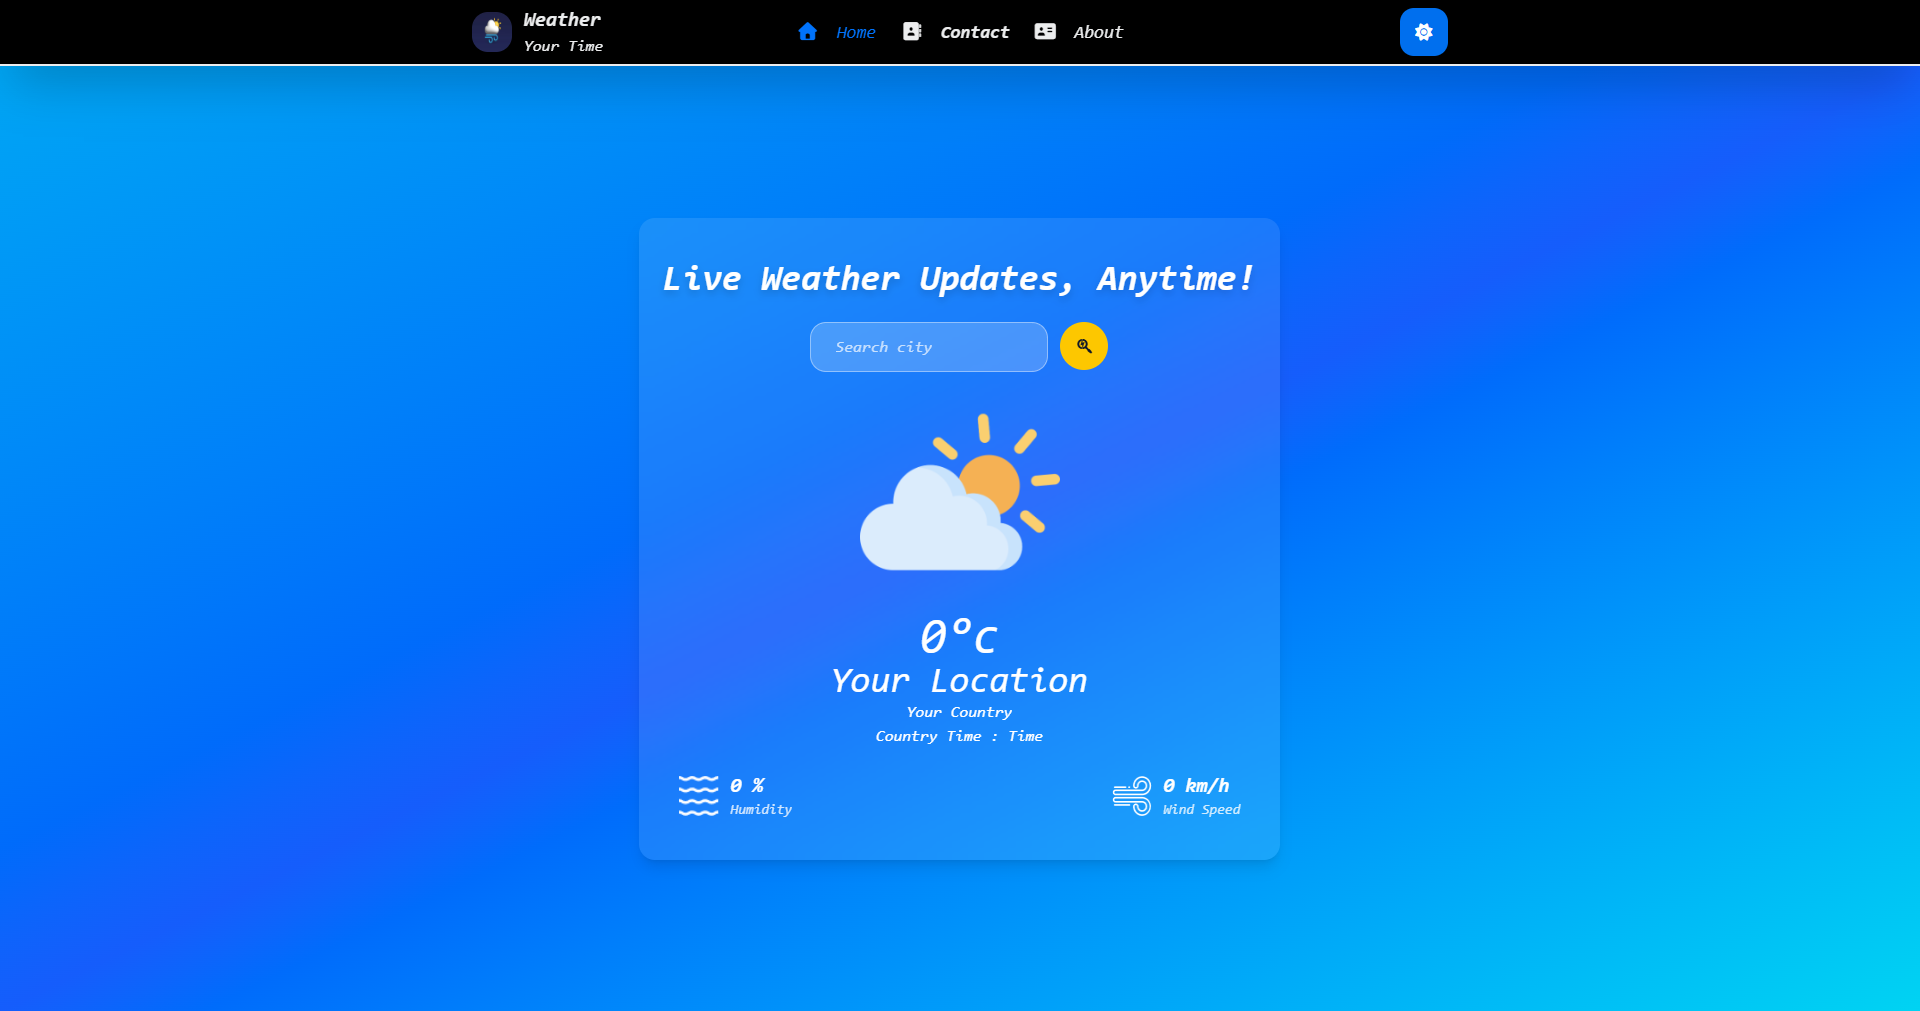 Weather
Your Time
Home
Contact
About
Live Weather Updates, Anytime!
Search city
0°c
Your Location
Your Country
Country Time : Time
0 %
Humidity
0 km/h
Wind Speed